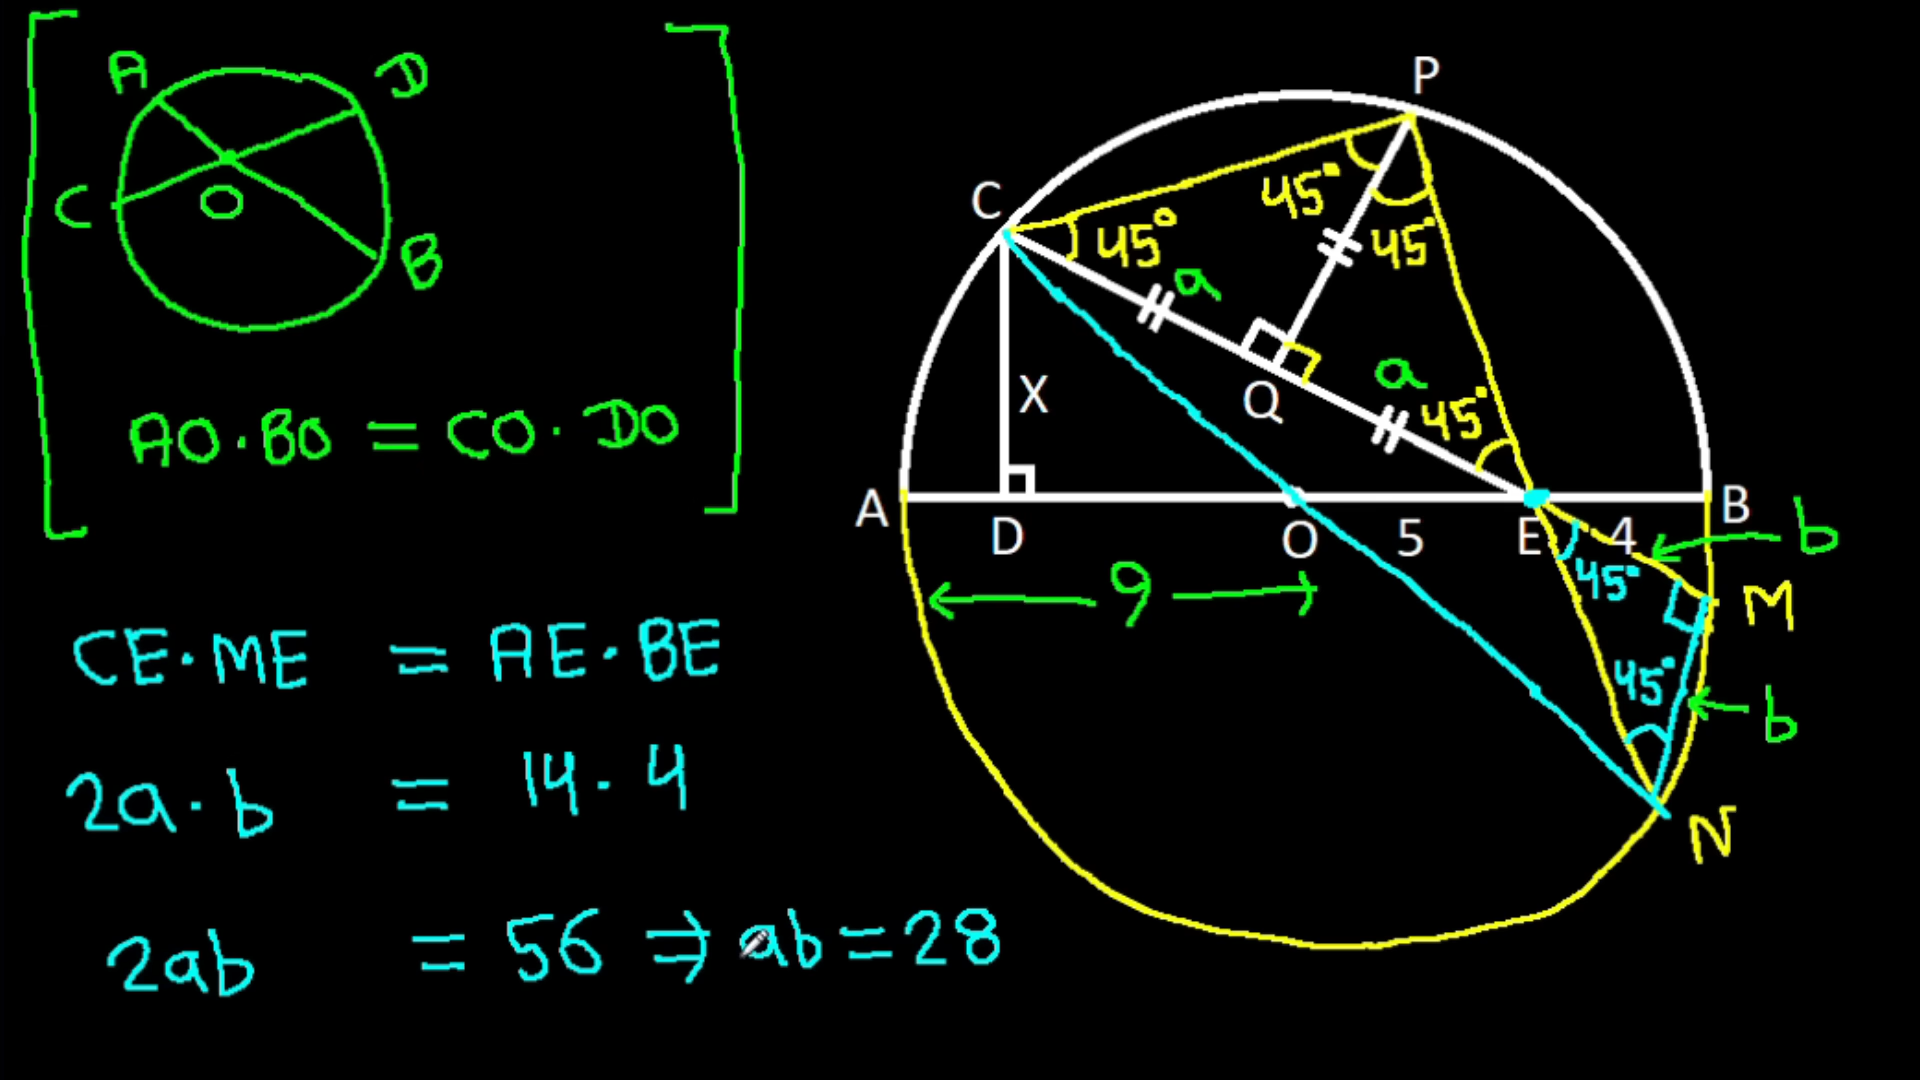 A D
C O B
AO·BO = CO·DO
CE·ME = AE·BE
2a·b = 14·4
2ab = 56 ⇒ ab = 28
P
C 45° 45° 45°
a
X Q a 45°
A D O 5 E 4 B
b
9 45° M
45° b
N